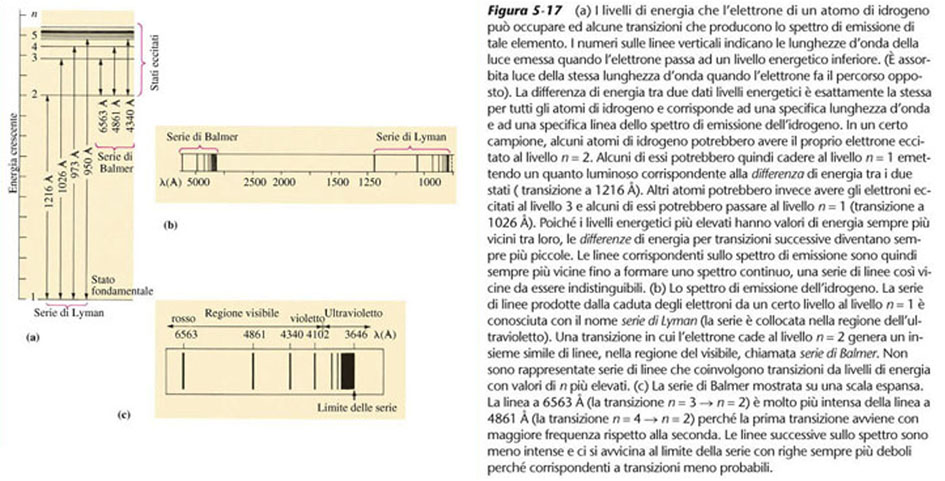 n
5
4
3
2
1
Energia crescente
Stati eccitati
6563 Å
4861 Å
4340 Å
Serie di
Balmer
1216 Å
1026 Å
973 Å
950 Å
Stato
fondamentale
Serie di Lyman
(a)
Serie di Balmer
Serie di Lyman
λ(Å) 5000 2500 2000 1500 1250 1000
(b)
Regione visibile
Ultravioletto
rosso
violetto
6563 4861 4340 4102 3646 λ(Å)
Limite delle serie
(c)
Figura 5-17 (a) I livelli di energia che l'elettrone di un atomo di idrogeno
può occupare ed alcune transizioni che producono lo spettro di emissione di
tale elemento. I numeri sulle linee verticali indicano le lunghezze d'onda della
luce emessa quando l'elettrone passa ad un livello energetico inferiore. (È assor-
bita luce della stessa lunghezza d'onda quando l'elettrone fa il percorso oppo-
sto). La differenza di energia tra due dati livelli energetici è esattamente la stessa
per tutti gli atomi di idrogeno e corrisponde ad una specifica lunghezza d'onda
e ad una specifica linea dello spettro di emissione dell'idrogeno. In un certo
campione, alcuni atomi di idrogeno potrebbero avere il proprio elettrone ecci-
tato al livello n = 2. Alcuni di essi potrebbero quindi cadere al livello n = 1 emet-
tendo un quanto luminoso corrispondente alla differenza di energia tra i due
stati ( transizione a 1216 Å). Altri atomi potrebbero invece avere gli elettroni ec-
citati al livello 3 e alcuni di essi potrebbero passare al livello n = 1 (transizione a
1026 Å). Poiché i livelli energetici più elevati hanno valori di energia sempre più
vicini tra loro, le differenze di energia per transizioni successive diventano sem-
pre più piccole. Le linee corrispondenti sullo spettro di emissione sono quindi
sempre più vicine fino a formare uno spettro continuo, una serie di linee così vi-
cine da essere indistinguibili. (b) Lo spettro di emissione dell'idrogeno. La serie
di linee prodotte dalla caduta degli elettroni da un certo livello al livello n = 1 è
conosciuta con il nome serie di Lyman (la serie è collocata nella regione dell'ul-
travioletto). Una transizione in cui l'elettrone cade al livello n = 2 genera un in-
sieme simile di linee, nella regione del visibile, chiamata serie di Balmer. Non
sono rappresentate serie di linee che coinvolgono transizioni da livelli di energia
con valori di n più elevati. (c) La serie di Balmer mostrata su una scala espansa.
La linea a 6563 Å (la transizione n = 3 → n = 2) è molto più intensa della linea a
4861 Å (la transizione n = 4 → n = 2) perché la prima transizione avviene con
maggiore frequenza rispetto alla seconda. Le linee successive sullo spettro sono
meno intense e ci si avvicina al limite della serie con righe sempre più deboli
perché corrispondenti a transizioni meno probabili.